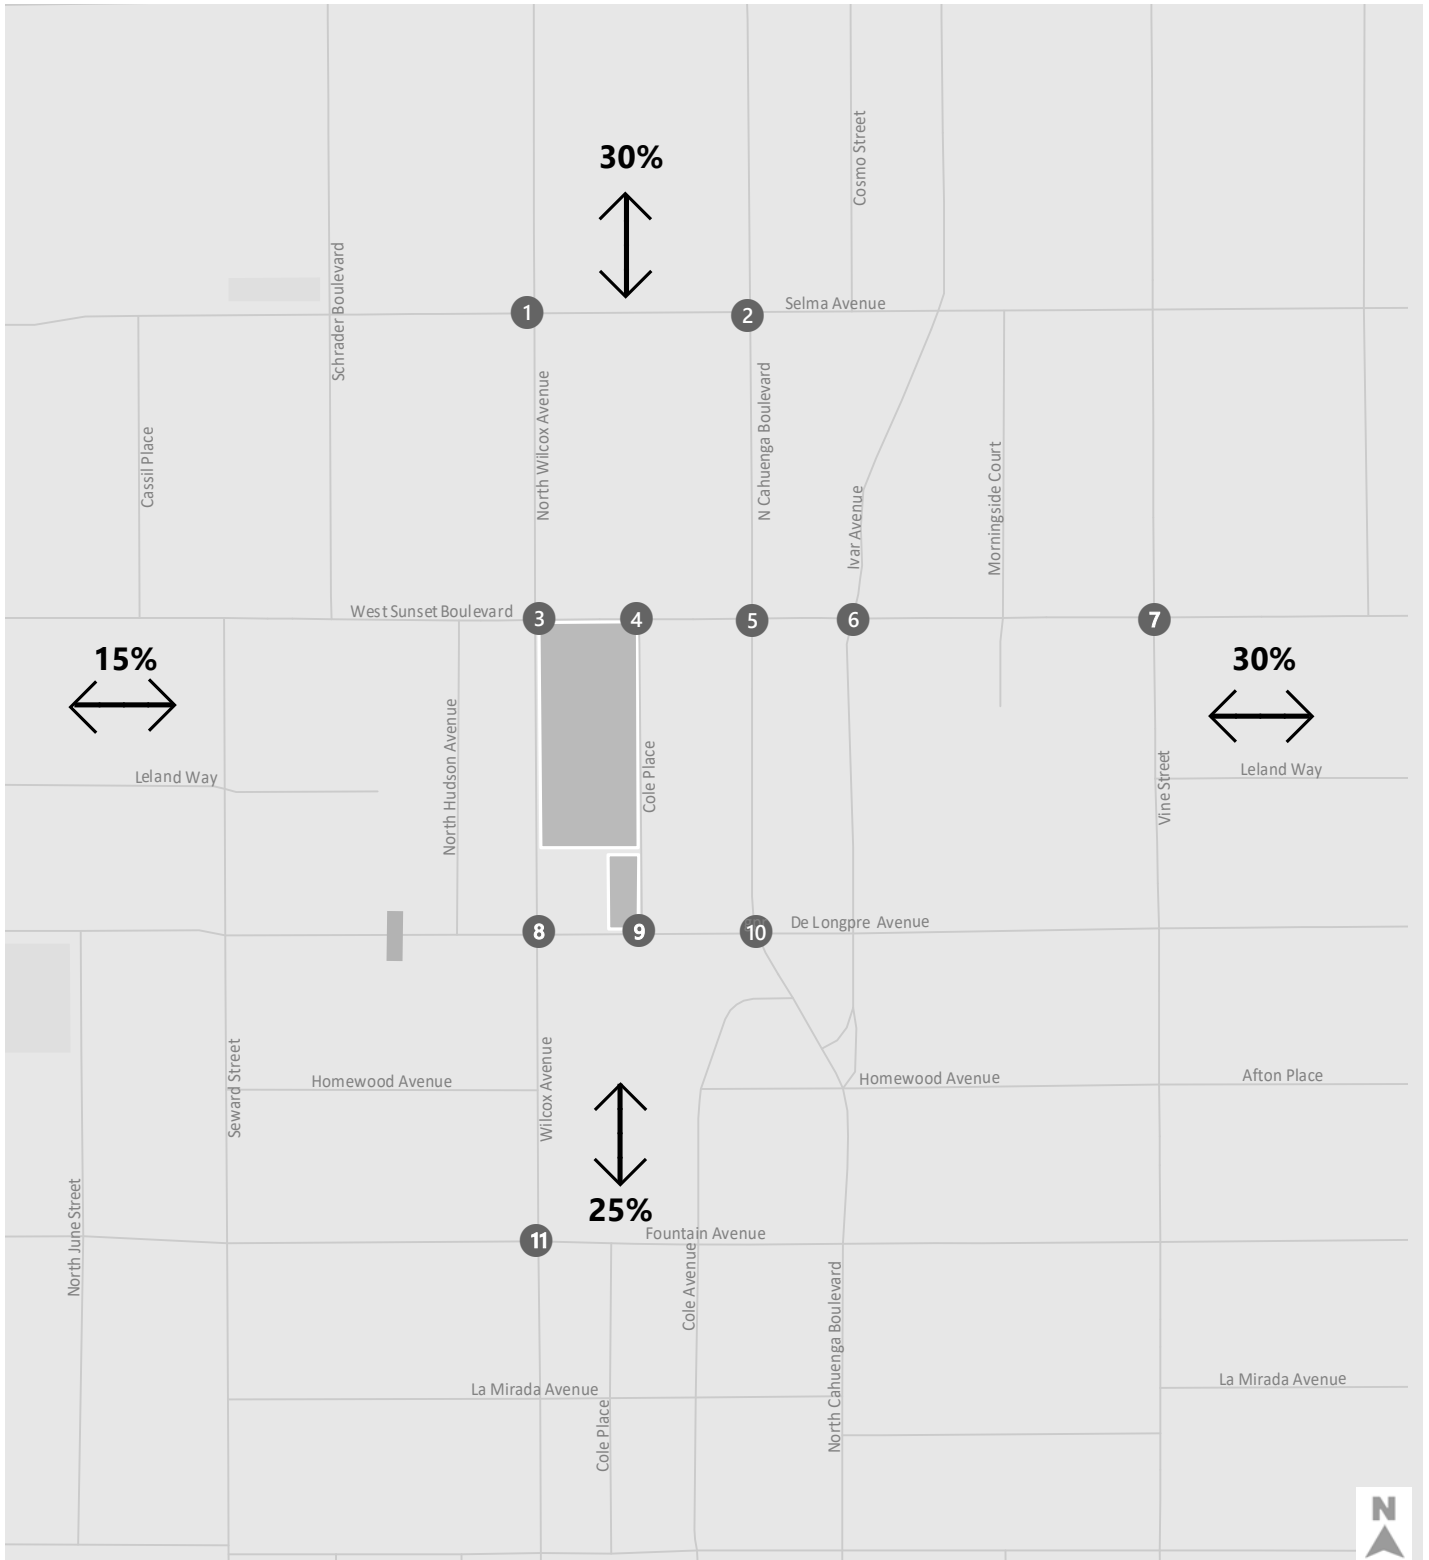 30%
Cosmo Street
Schrader Boulevard
1
2
Selma Avenue
Cassil Place
North Wilcox Avenue
N Cahuenga Boulevard
Ivar Avenue
Morningside Court
West Sunset Boulevard
3
4
5
6
7
15%
30%
Leland Way
North Hudson Avenue
Cole Place
Vine Street
Leland Way
8
9
10
De Longpre Avenue
Seward Street
Homewood Avenue
Wilcox Avenue
Homewood Avenue
Afton Place
25%
North June Street
11
Fountain Avenue
Cole Avenue
North Cahuenga Boulevard
La Mirada Avenue
Cole Place
La Mirada Avenue
N